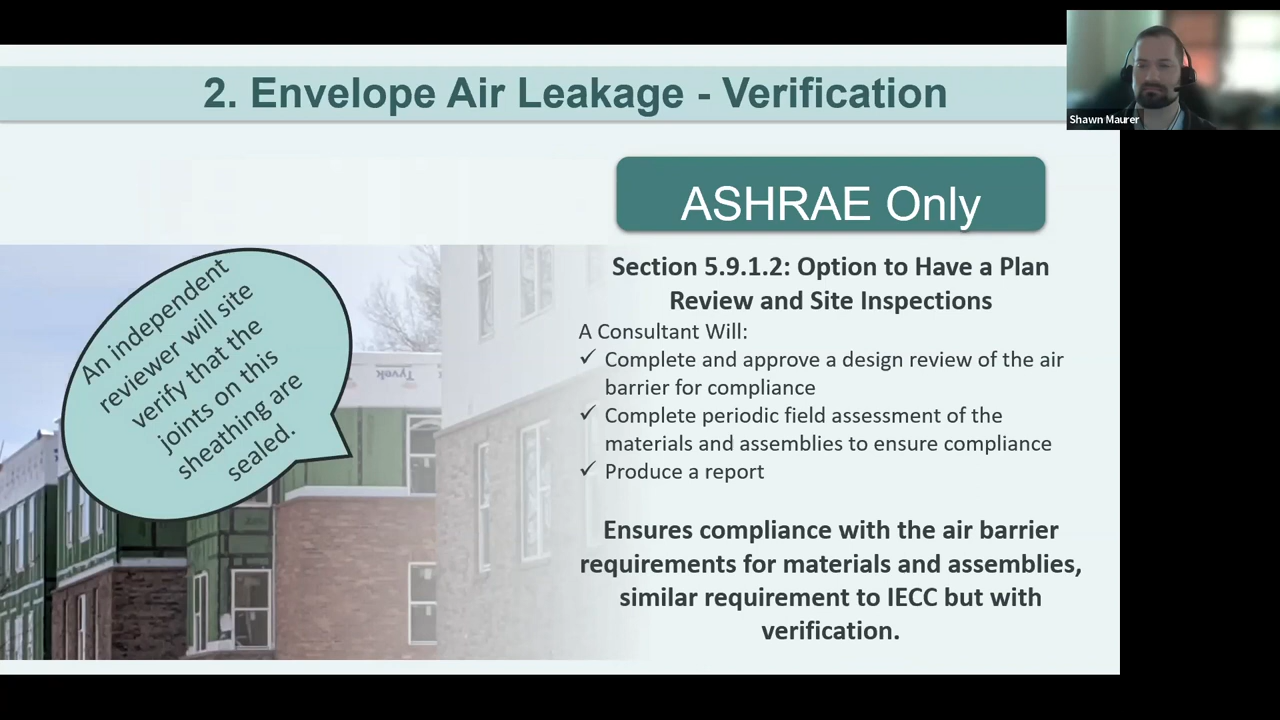 2. Envelope Air Leakage - Verification
Shawn Maurer
ASHRAE Only
An independent
reviewer will site
verify that the
joints on this
sheathing are
sealed.
Tyvek
Section 5.9.1.2: Option to Have a Plan
Review and Site Inspections
A Consultant Will:
✓ Complete and approve a design review of the air
barrier for compliance
✓ Complete periodic field assessment of the
materials and assemblies to ensure compliance
✓ Produce a report
Ensures compliance with the air barrier
requirements for materials and assemblies,
similar requirement to IECC but with
verification.